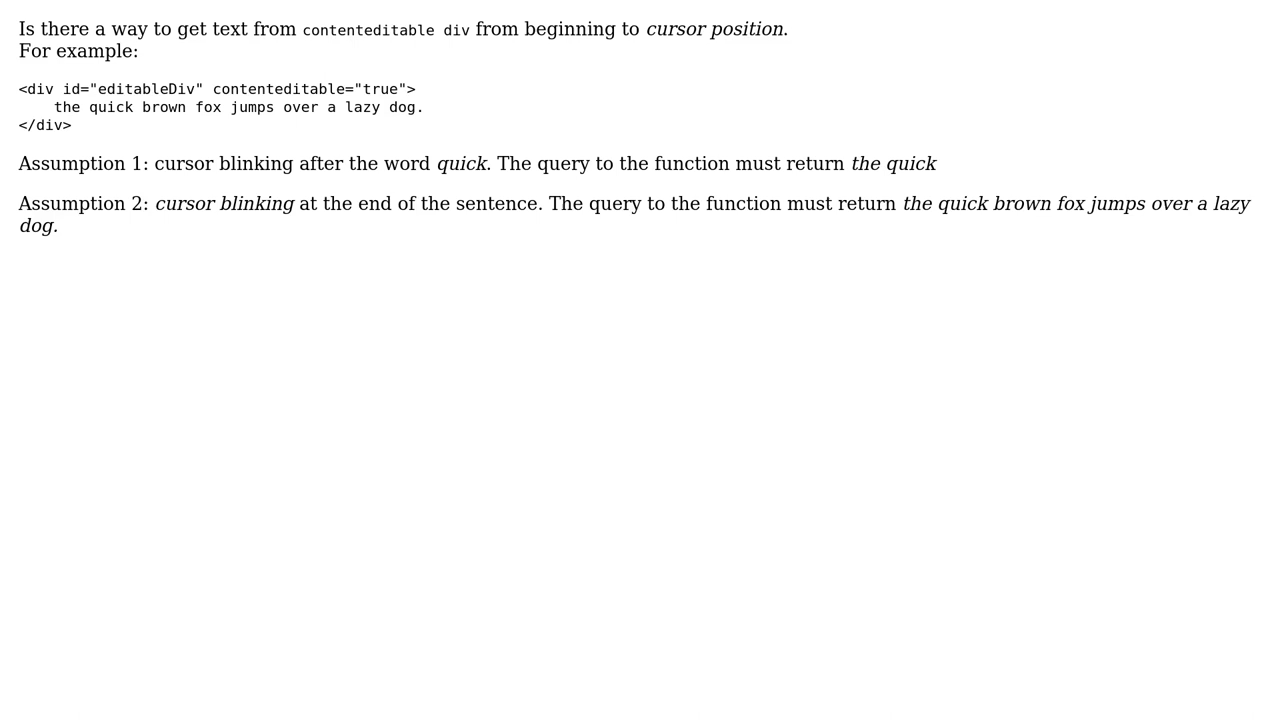 Is there a way to get text from contenteditable div from beginning to cursor position.
For example:
<div id="editableDiv" contenteditable="true">
    the quick brown fox jumps over a lazy dog.
</div>
Assumption 1: cursor blinking after the word quick. The query to the function must return the quick
Assumption 2: cursor blinking at the end of the sentence. The query to the function must return the quick brown fox jumps over a lazy
dog.